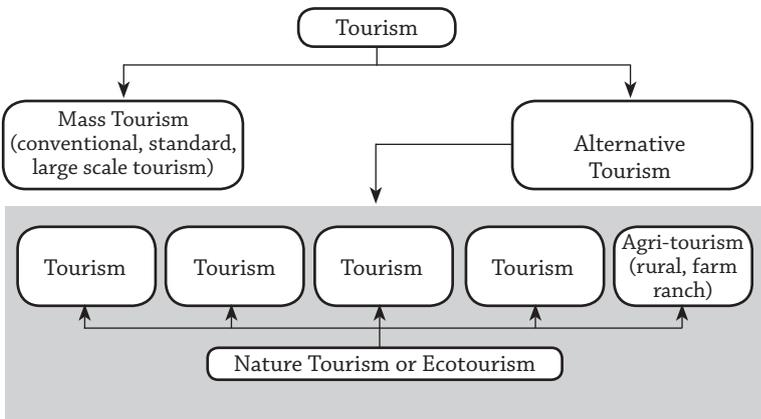 Tourism
Mass Tourism
(conventional, standard,
large scale tourism)
Alternative
Tourism
Tourism
Tourism
Tourism
Tourism
Agri-tourism
(rural, farm
ranch)
Nature Tourism or Ecotourism